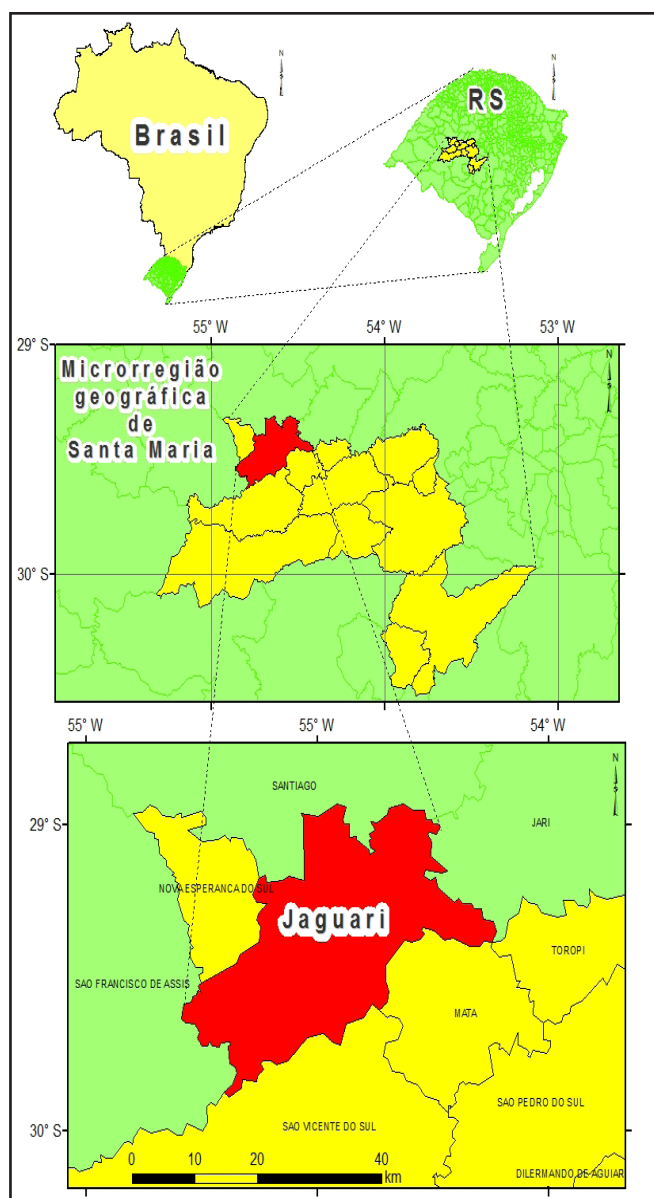 N
N
Brasil
RS
55° W
54° W
53° W
29° S
Microrregião
geográfica
de
Santa Maria
N
30° S
55° W
55° W
54° W
N
SANTIAGO
29° S
JARI
NOVA ESPERANCA DO SUL
Jaguari
TOROPI
SAO FRANCISCO DE ASSIS
MATA
SAO PEDRO DO SUL
30° S
SAO VICENTE DO SUL
0 10 20 40
km
DILERMANDO DE AGUIAR